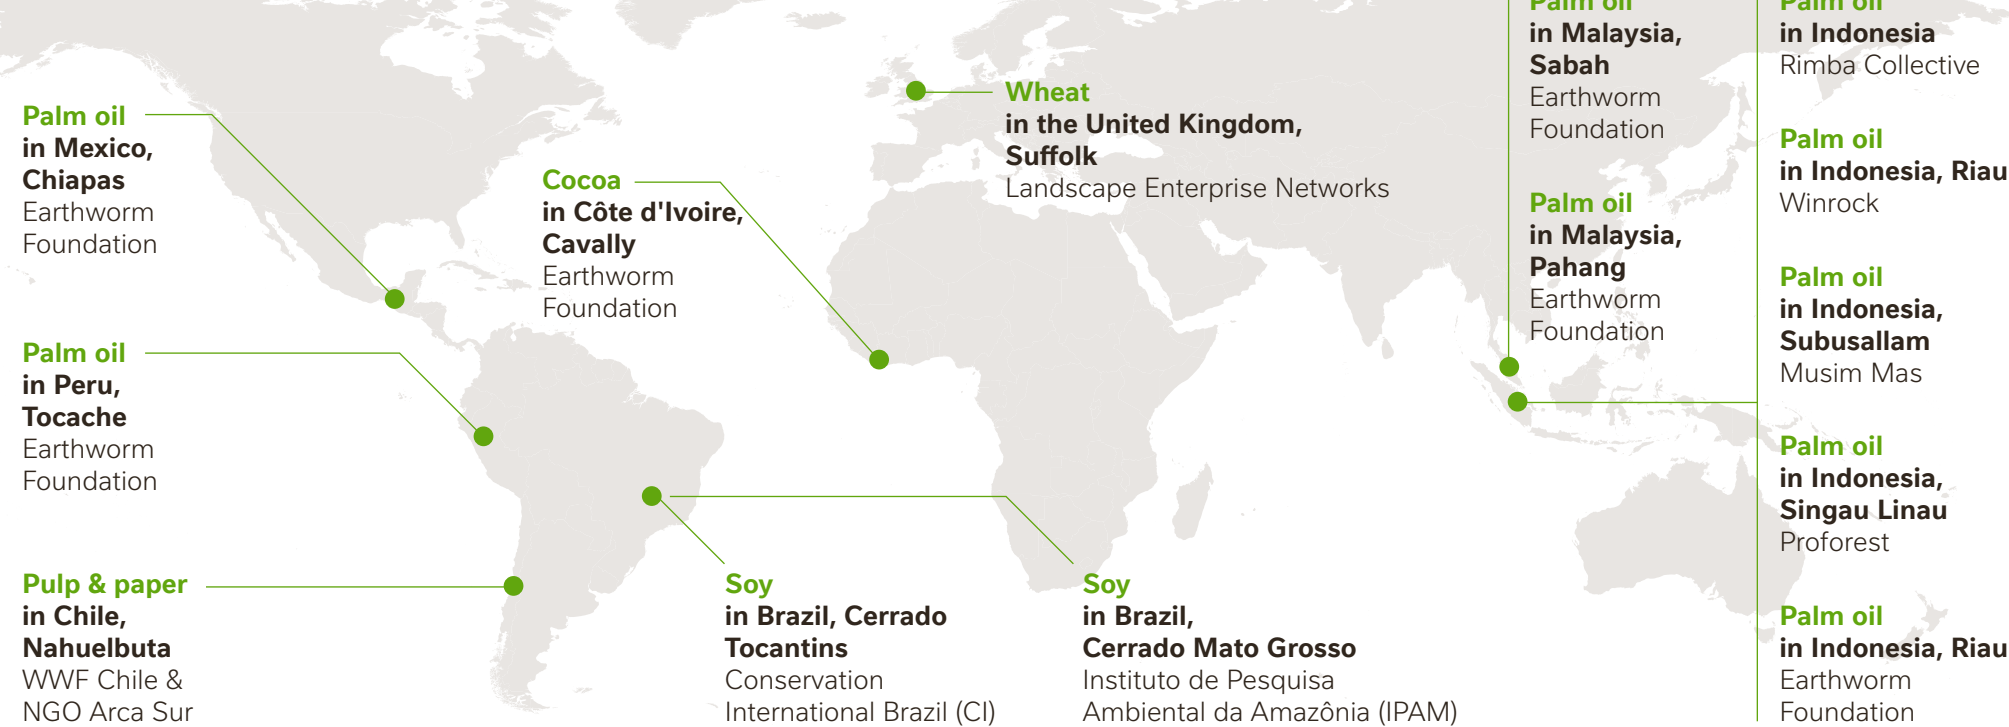 Palm oil
in Mexico,
Chiapas
Earthworm
Foundation
Palm oil
in Peru,
Tocache
Earthworm
Foundation
Pulp & paper
in Chile,
Nahuelbuta
WWF Chile &
NGO Arca Sur
Cocoa
in Côte d'Ivoire,
Cavally
Earthworm
Foundation
Soy
in Brazil, Cerrado
Tocantins
Conservation
International Brazil (CI)
Wheat
in the United Kingdom,
Suffolk
Landscape Enterprise Networks
Soy
in Brazil,
Cerrado Mato Grosso
Instituto de Pesquisa
Ambiental da Amazônia (IPAM)
Palm oil
in Malaysia,
Sabah
Earthworm
Foundation
Palm oil
in Malaysia,
Pahang
Earthworm
Foundation
Palm oil
in Indonesia
Rimba Collective
Palm oil
in Indonesia, Riau
Winrock
Palm oil
in Indonesia,
Subusallam
Musim Mas
Palm oil
in Indonesia,
Singau Linau
Proforest
Palm oil
in Indonesia, Riau
Earthworm
Foundation